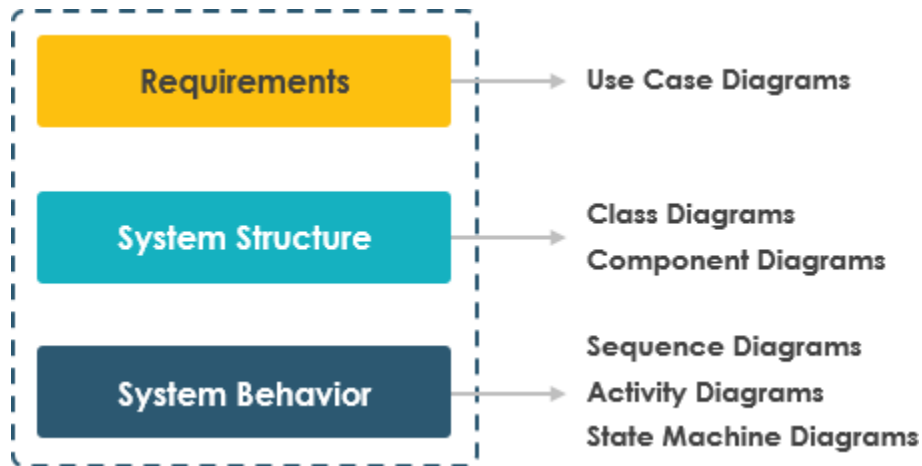 Requirements
Use Case Diagrams
System Structure
Class Diagrams
Component Diagrams
System Behavior
Sequence Diagrams
Activity Diagrams
State Machine Diagrams